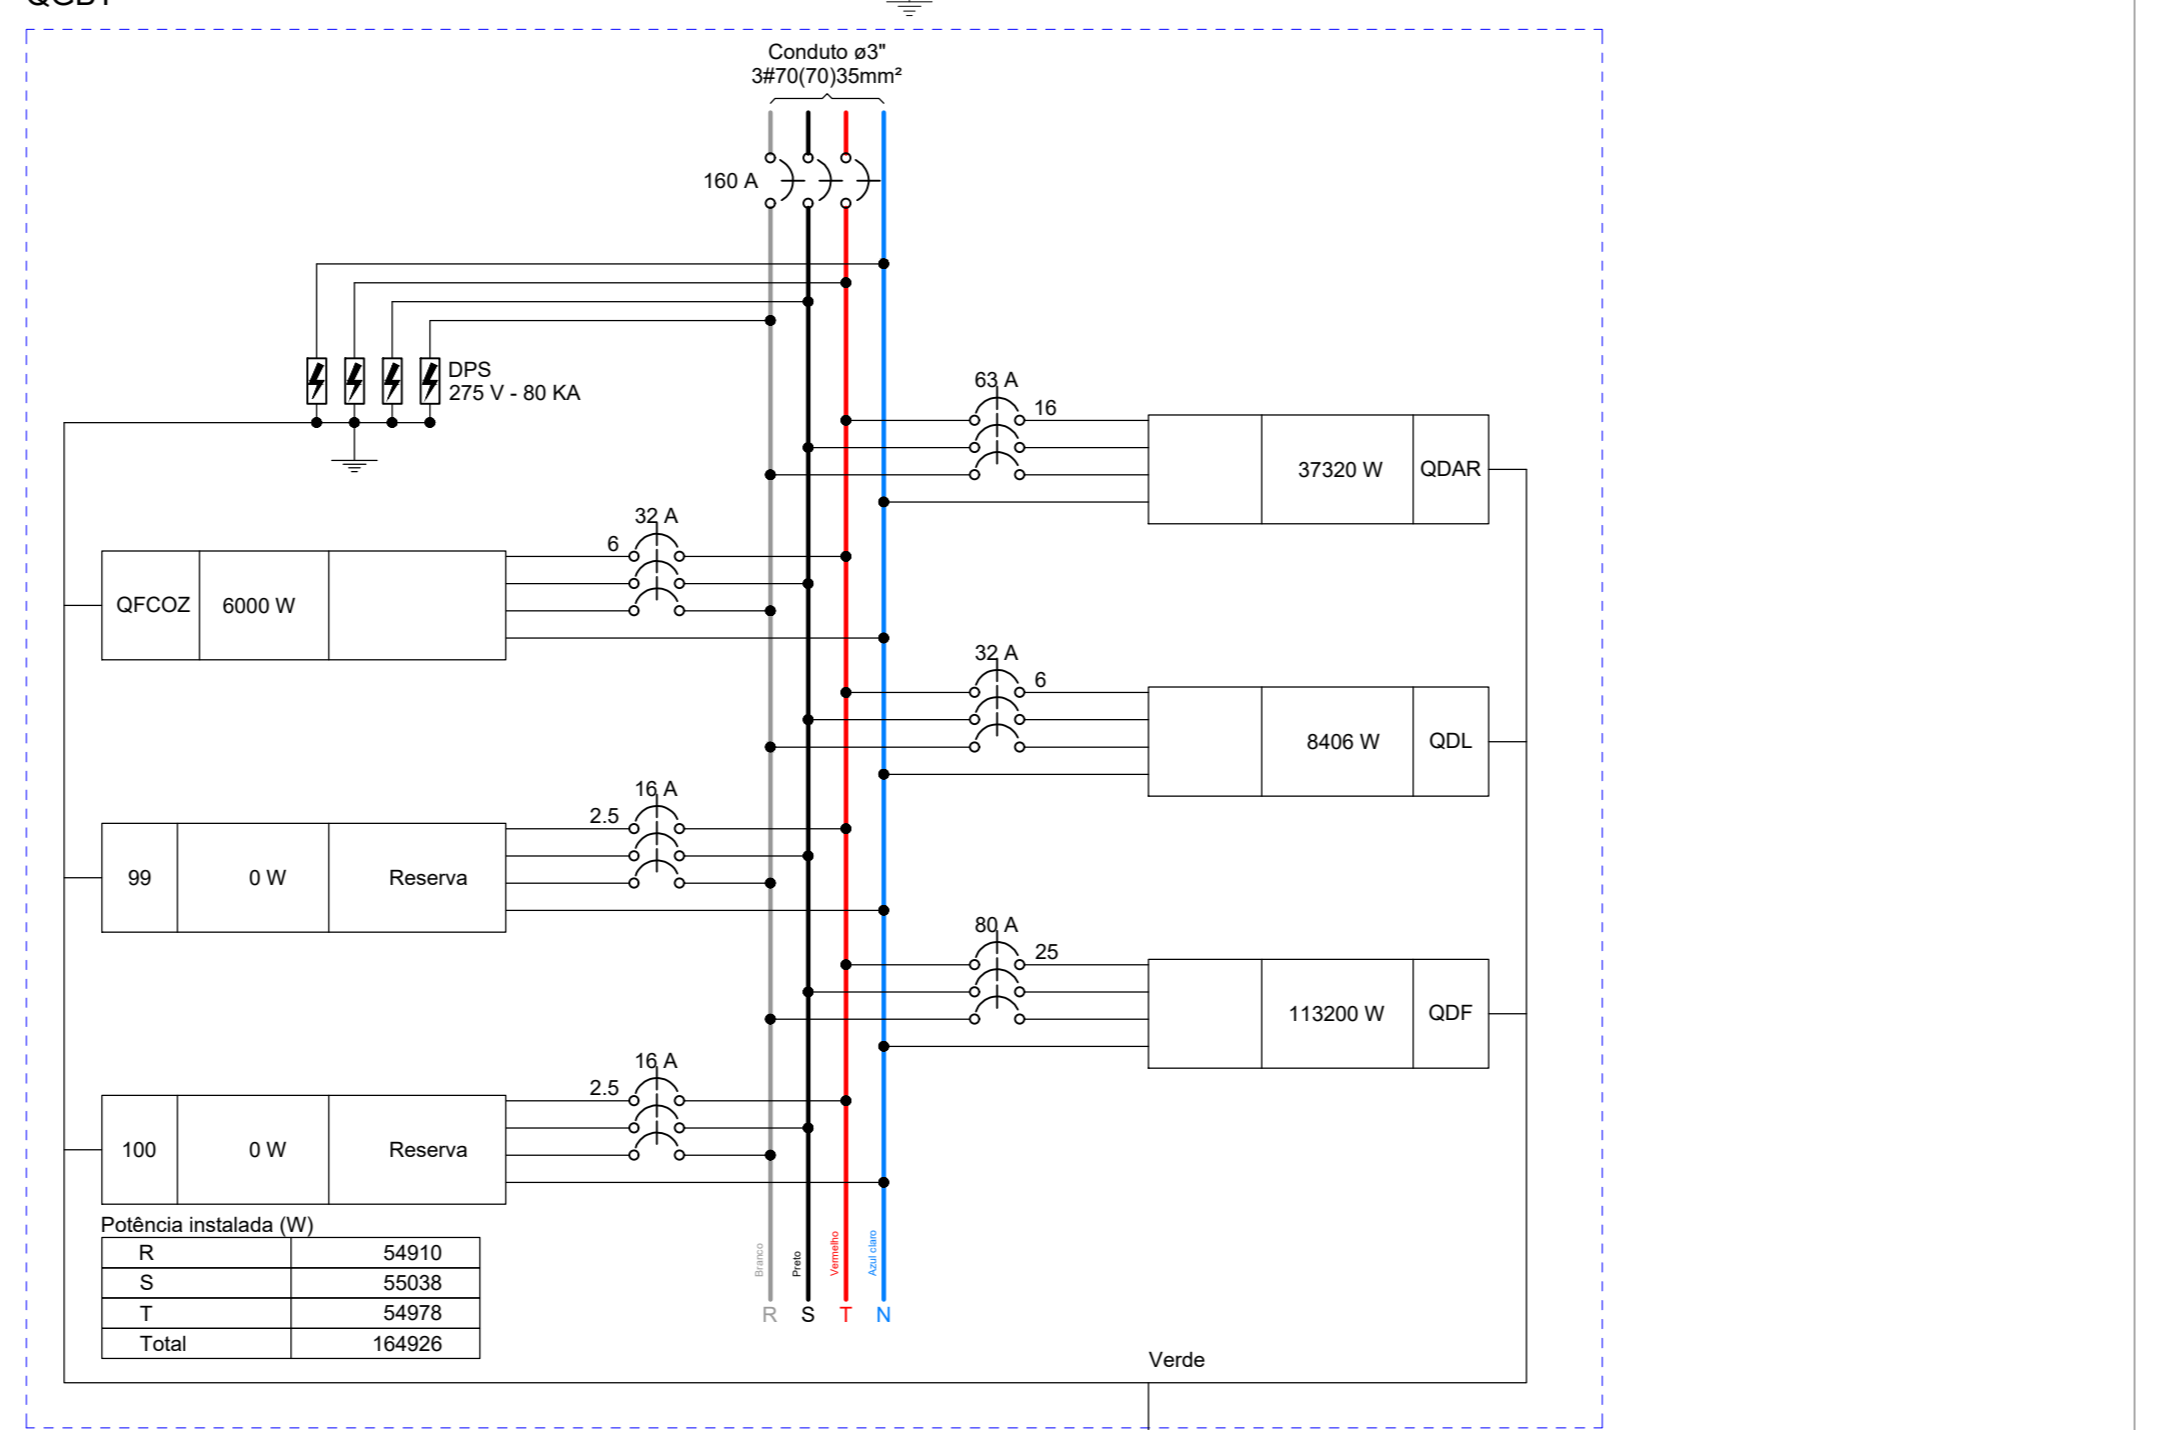 Conduto ø3"
3#70(70)35mm²
160 A
DPS
275 V - 80 KA
63 A
16
37320 W QDAR
32 A
6
QFCOZ 6000 W
32 A
6
8406 W QDL
16 A
2.5
99 0 W Reserva
80 A
25
113200 W QDF
16 A
2.5
100 0 W Reserva
Potência instalada (W)
R 54910
S 55038
T 54978
Total 164926
Branco
Preto
Vermelho
Azul claro
R S T N
Verde